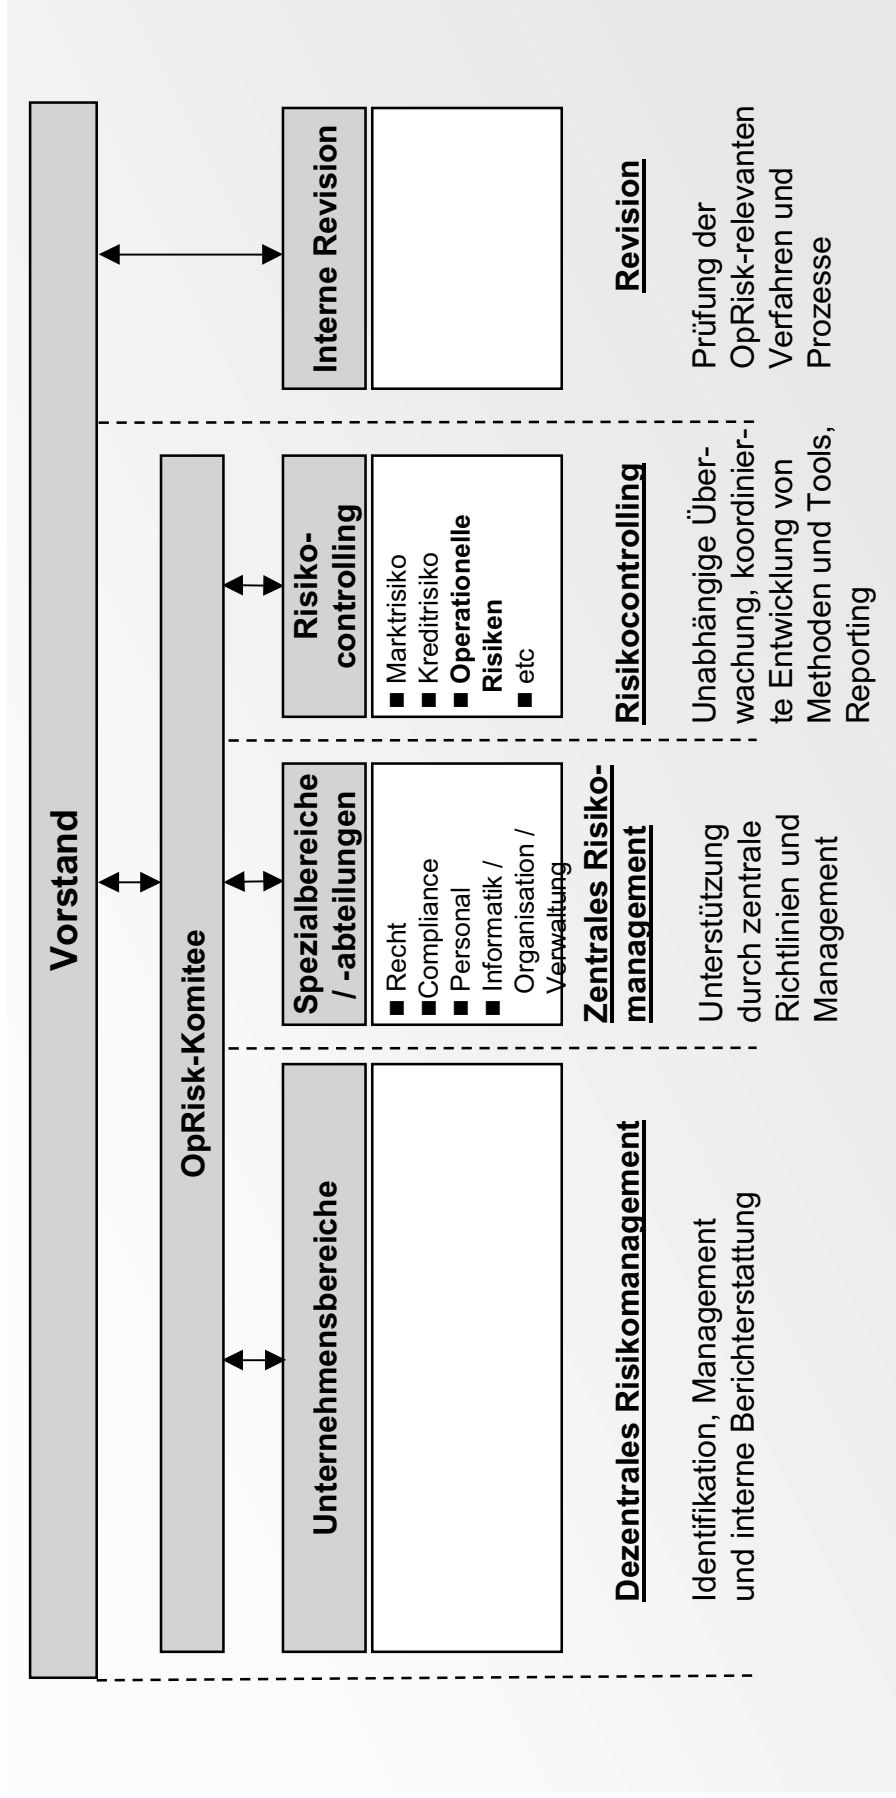 Vorstand
OpRisk-Komitee
Unternehmensbereiche
Spezialbereiche
/ -abteilungen
Risiko-
controlling
Interne Revision
■ Recht
■Compliance
■ Personal
■ Informatik /
Organisation /
Verwaltung
■ Marktrisiko
■ Kreditrisiko
■ Operationelle
Risiken
■ etc
Dezentrales Risikomanagement
Identifikation, Management
und interne Berichterstattung
Zentrales Risiko-
management
Unterstützung
durch zentrale
Richtlinien und
Management
Risikocontrolling
Unabhängige Über-
wachung, koordinier-
te Entwicklung von
Methoden und Tools,
Reporting
Revision
Prüfung der
OpRisk-relevanten
Verfahren und
Prozesse